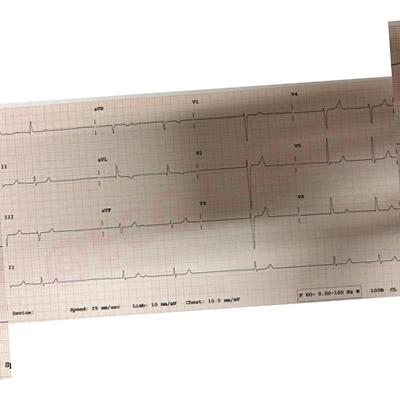 aVR V1 V4
II aVL V2 V5
III aVF V3 V6
II
Device: Speed: 25 mm/sec Limb: 10 mm/mV Chest: 10.0 mm/mV F 60~ 0.50-100 Hz W 100B CL